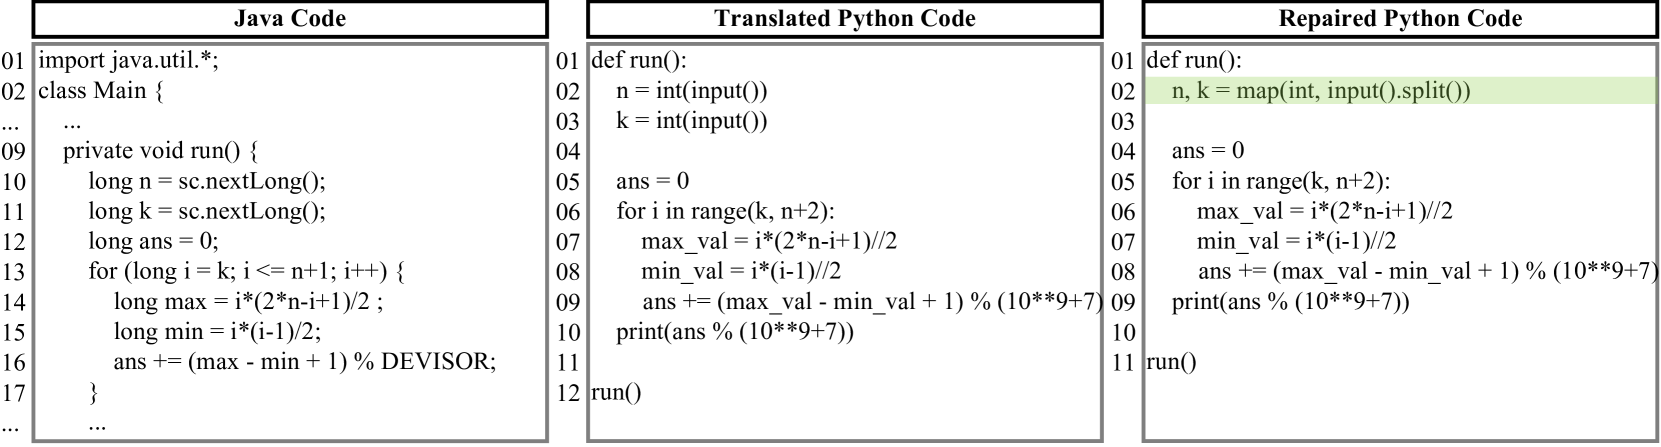 Java Code
01 import java.util.*;
02 class Main {
... ...
09 private void run() {
10 long n = sc.nextLong();
11 long k = sc.nextLong();
12 long ans = 0;
13 for (long i = k; i <= n+1; i++) {
14 long max = i*(2*n-i+1)/2 ;
15 long min = i*(i-1)/2;
16 ans += (max - min + 1) % DEVISOR;
17 }
... ...
Translated Python Code
01 def run():
02 n = int(input())
03 k = int(input())
04
05 ans = 0
06 for i in range(k, n+2):
07 max_val = i*(2*n-i+1)//2
08 min_val = i*(i-1)//2
09 ans += (max_val - min_val + 1) % (10**9+7)
10 print(ans % (10**9+7))
11
12 run()
Repaired Python Code
01 def run():
02 n, k = map(int, input().split())
03
04 ans = 0
05 for i in range(k, n+2):
06 max_val = i*(2*n-i+1)//2
07 min_val = i*(i-1)//2
08 ans += (max_val - min_val + 1) % (10**9+7)
09 print(ans % (10**9+7))
10
11 run()